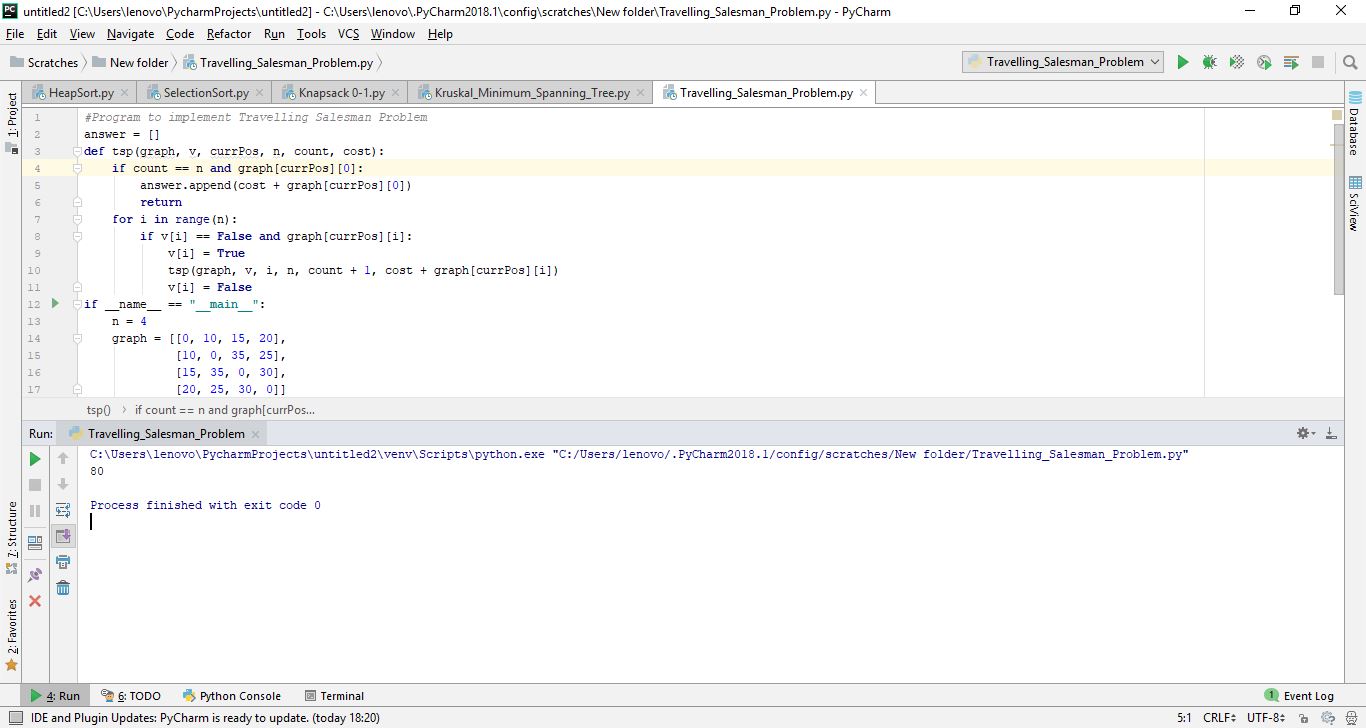 untitled2 [C:\Users\lenovo\PycharmProjects\untitled2] - C:\Users\lenovo\.PyCharm2018.1\config\scratches\New folder\Travelling_Salesman_Problem.py - PyCharm
File Edit View Navigate Code Refactor Run Tools VCS Window Help
Scratches New folder Travelling_Salesman_Problem.py Travelling_Salesman_Problem
HeapSort.py SelectionSort.py Knapsack 0-1.py Kruskal_Minimum_Spanning_Tree.py Travelling_Salesman_Problem.py
1: Project
Database
SciView
1 #Program to implement Travelling Salesman Problem
2 answer = []
3 def tsp(graph, v, currPos, n, count, cost):
4 if count == n and graph[currPos][0]:
5 answer.append(cost + graph[currPos][0])
6 return
7 for i in range(n):
8 if v[i] == False and graph[currPos][i]:
9 v[i] = True
10 tsp(graph, v, i, n, count + 1, cost + graph[currPos][i])
11 v[i] = False
12 if __name__ == "__main__":
13 n = 4
14 graph = [[0, 10, 15, 20],
15 [10, 0, 35, 25],
16 [15, 35, 0, 30],
17 [20, 25, 30, 0]]
tsp() if count == n and graph[currPos...
Run: Travelling_Salesman_Problem
C:\Users\lenovo\PycharmProjects\untitled2\venv\Scripts\python.exe "C:/Users/lenovo/.PyCharm2018.1/config/scratches/New folder/Travelling_Salesman_Problem.py"
80
Process finished with exit code 0
7: Structure
2: Favorites
4: Run 6: TODO Python Console Terminal 1 Event Log
IDE and Plugin Updates: PyCharm is ready to update. (today 18:20) 5:1 CRLF UTF-8